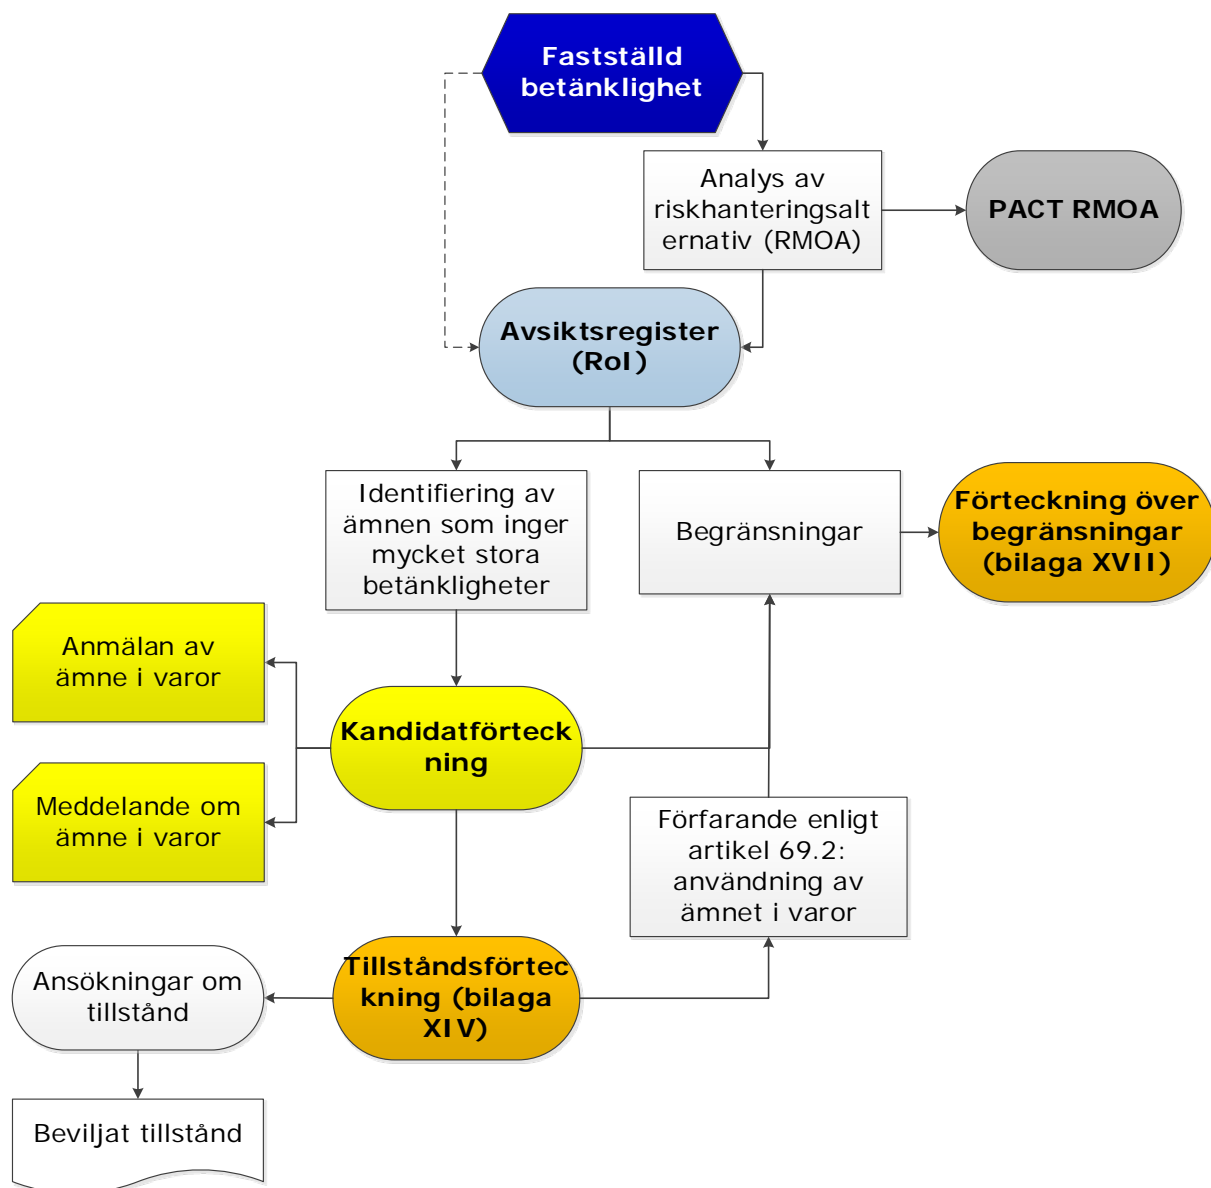 Fastställd
betänklighet
Analys av
riskhanteringsalt
ernativ (RMOA)
PACT RMOA
Avsiktsregister
(RoI)
Identifiering av
ämnen som inger
mycket stora
betänkligheter
Begränsningar
Förteckning över
begränsningar
(bilaga XVII)
Anmälan av
ämne i varor
Kandidatförteck
ning
Meddelande om
ämne i varor
Förfarande enligt
artikel 69.2:
användning av
ämnet i varor
Ansökningar om
tillstånd
Tillståndsförtec
kning (bilaga
XIV)
Beviljat tillstånd